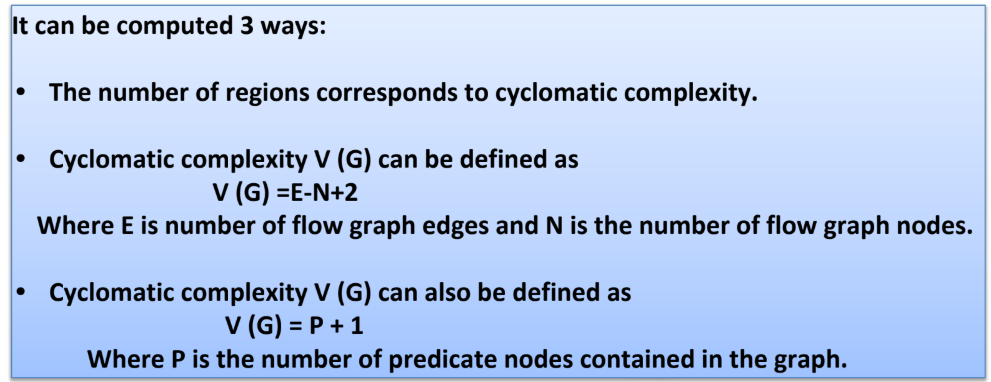 It can be computed 3 ways:
• The number of regions corresponds to cyclomatic complexity.
• Cyclomatic complexity V (G) can be defined as
V (G) =E-N+2
Where E is number of flow graph edges and N is the number of flow graph nodes.
• Cyclomatic complexity V (G) can also be defined as
V (G) = P + 1
Where P is the number of predicate nodes contained in the graph.